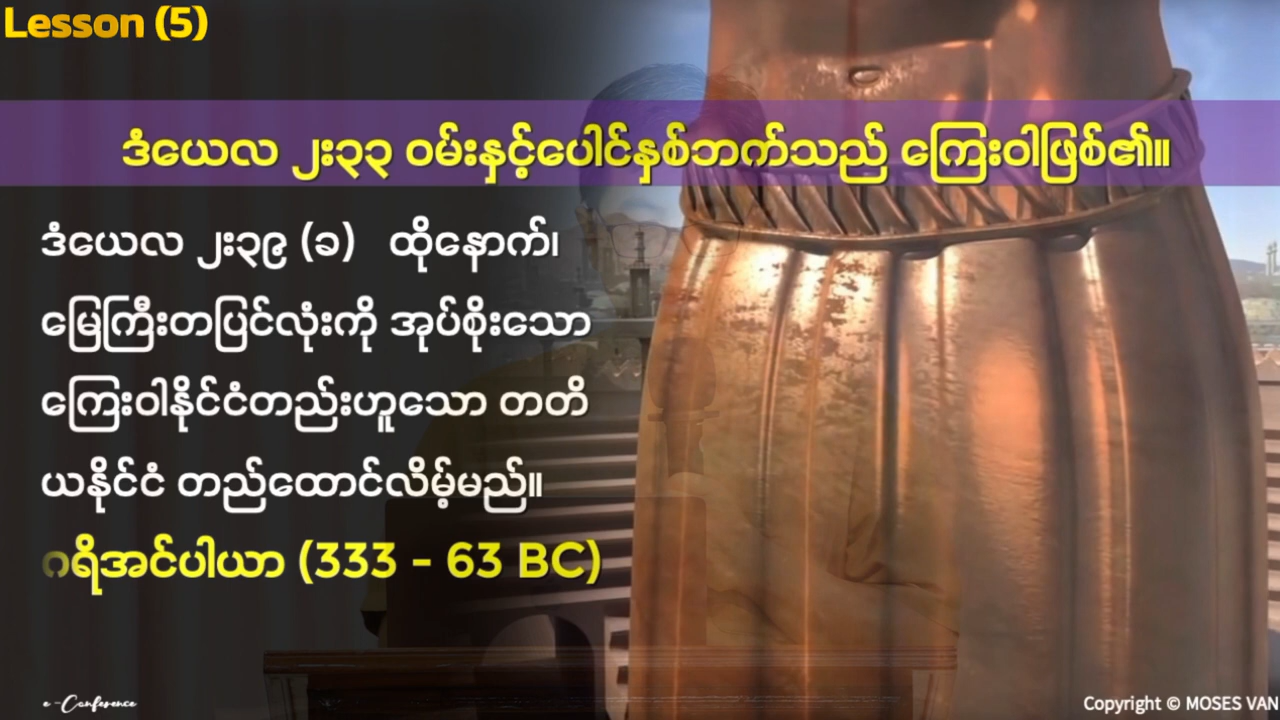 Lesson (5)
ဒံယေလ ၂း၃၃ ဝမ်းနှင့်ပေါင်နှစ်ဘက်သည် ကြေးဝါဖြစ်၏။
ဒံယေလ ၂း၃၉ (ခ) ထိုနောက်၊
မြေကြီးတပြင်လုံးကို အုပ်စိုးသော
ကြေးဝါနိုင်ငံတည်းဟူသော တတိ
ယနိုင်ငံ တည်ထောင်လိမ့်မည်။
ဂရိအင်ပါယာ (333 - 63 BC)
e - Conference
Copyright © MOSES VAN